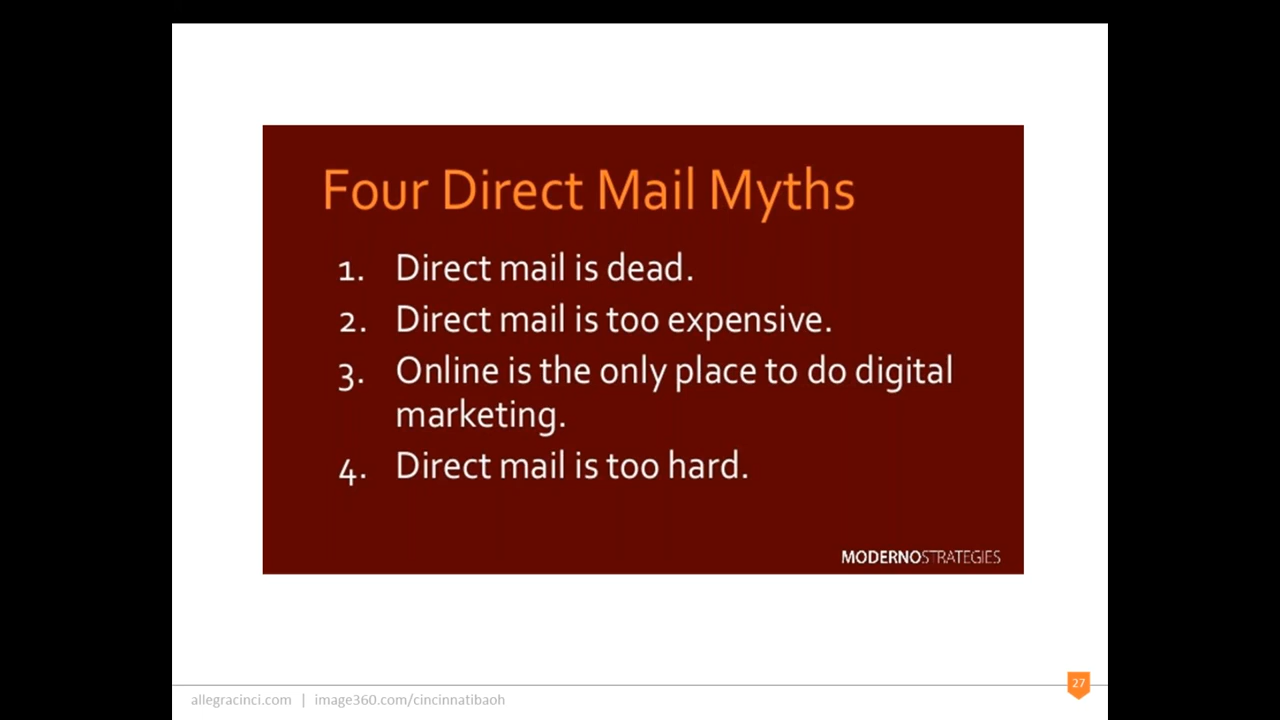 Four Direct Mail Myths
1. Direct mail is dead.
2. Direct mail is too expensive.
3. Online is the only place to do digital
marketing.
4. Direct mail is too hard.
MODERNOSTRATEGIES
27
allegracinci.com | image360.com/cincinnatibaoh